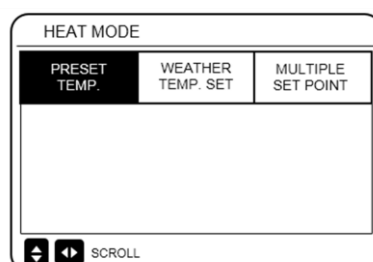 HEAT MODE
PRESET TEMP.
WEATHER TEMP. SET
MULTIPLE SET POINT
SCROLL